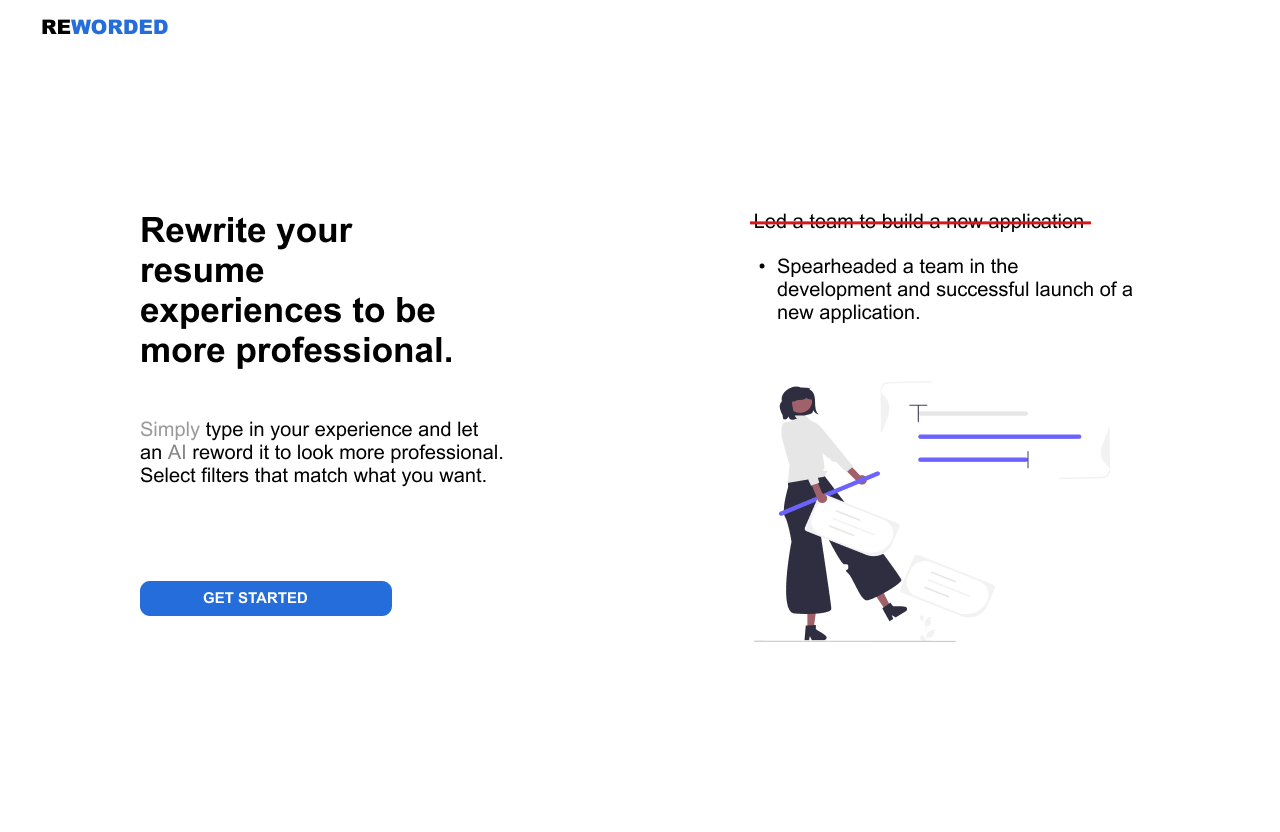 REWORDED
Rewrite your
resume
experiences to be
more professional.
Simply type in your experience and let
an AI reword it to look more professional.
Select filters that match what you want.
GET STARTED
Led a team to build a new application
• Spearheaded a team in the
development and successful launch of a
new application.